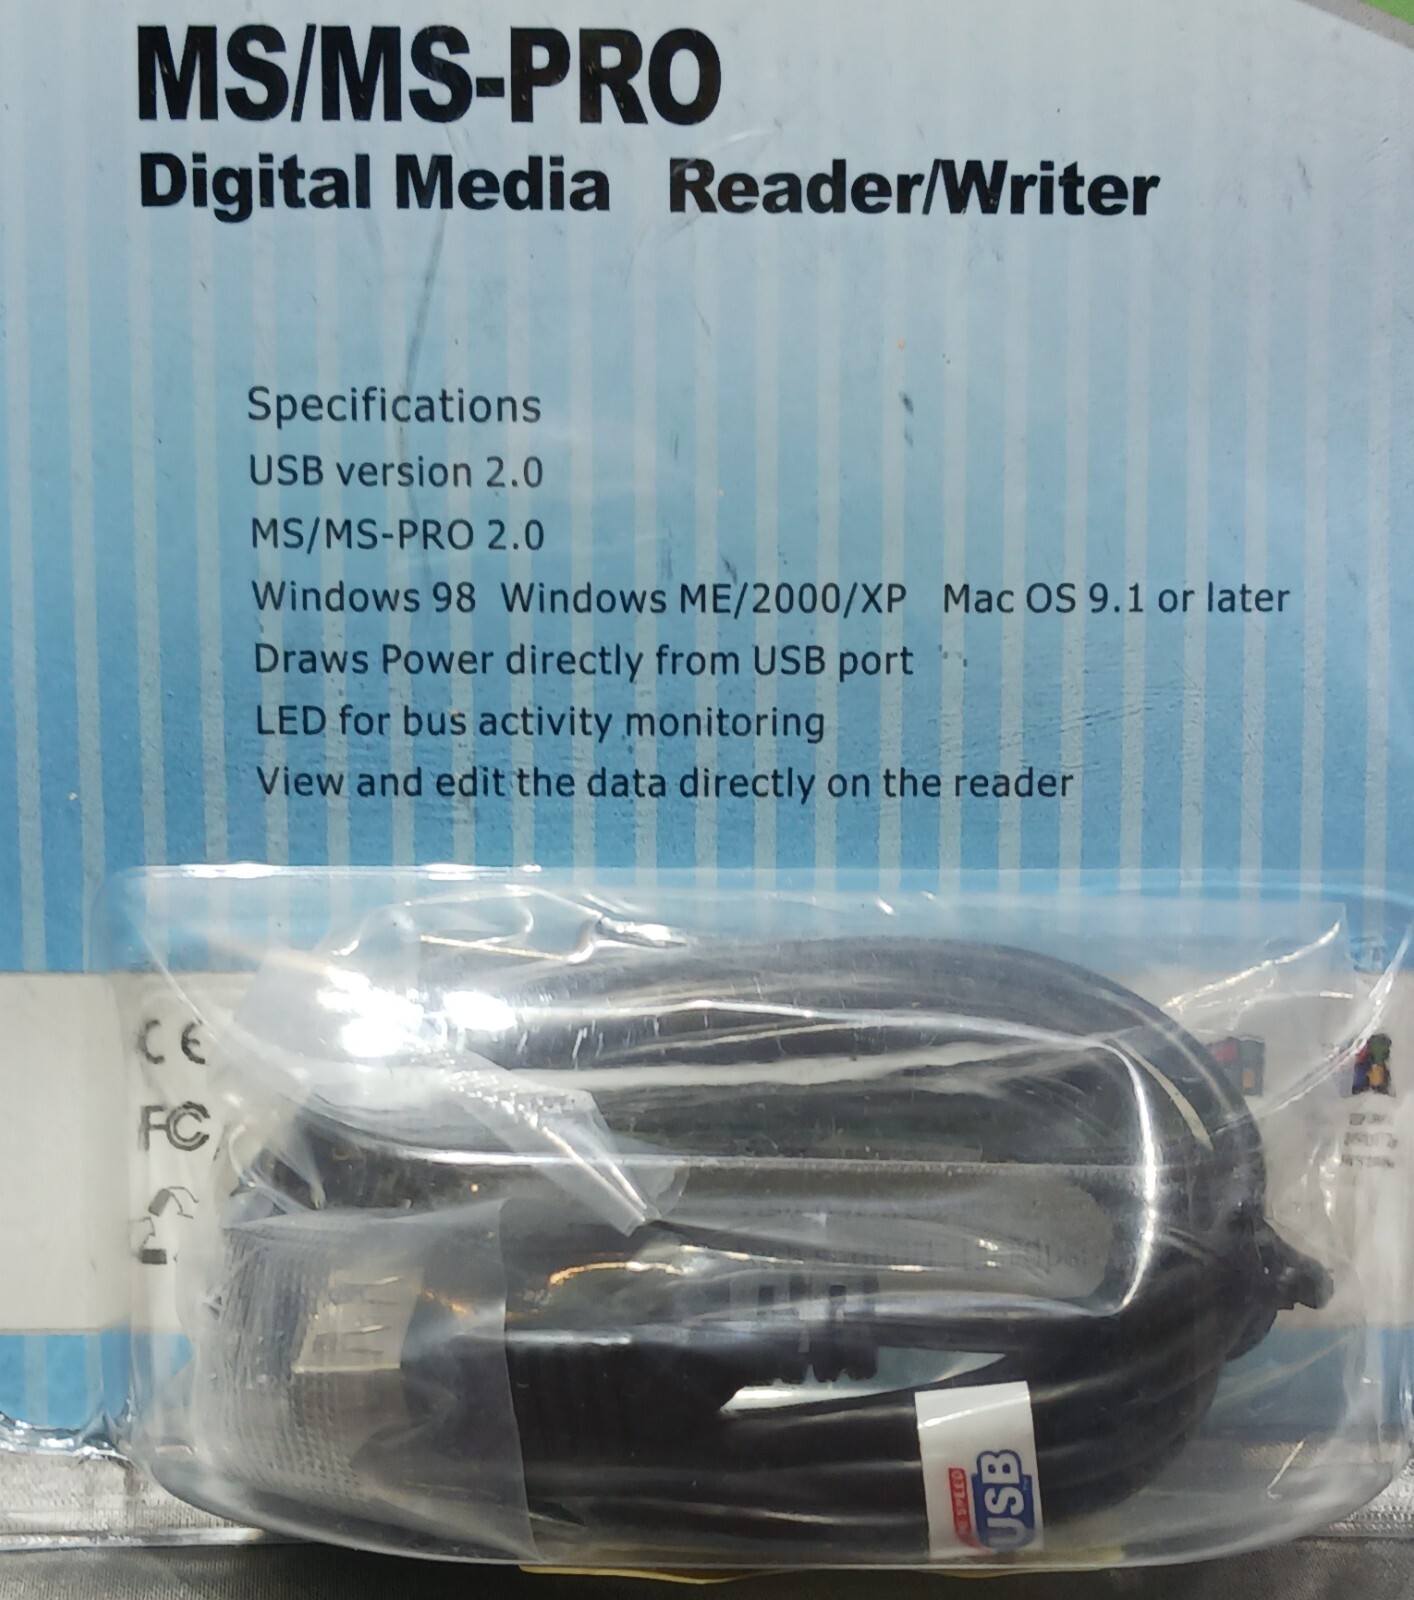 MS/MS-PRO
Digital Media Reader/Writer
Specifications
USB version 2.0
MS/MS-PRO 2.0
Windows 98 Windows ME/2000/XP Mac OS 9.1 or later
Draws Power directly from USB port
LED for bus activity monitoring
View and edit the data directly on the reader
CE
FC
USB